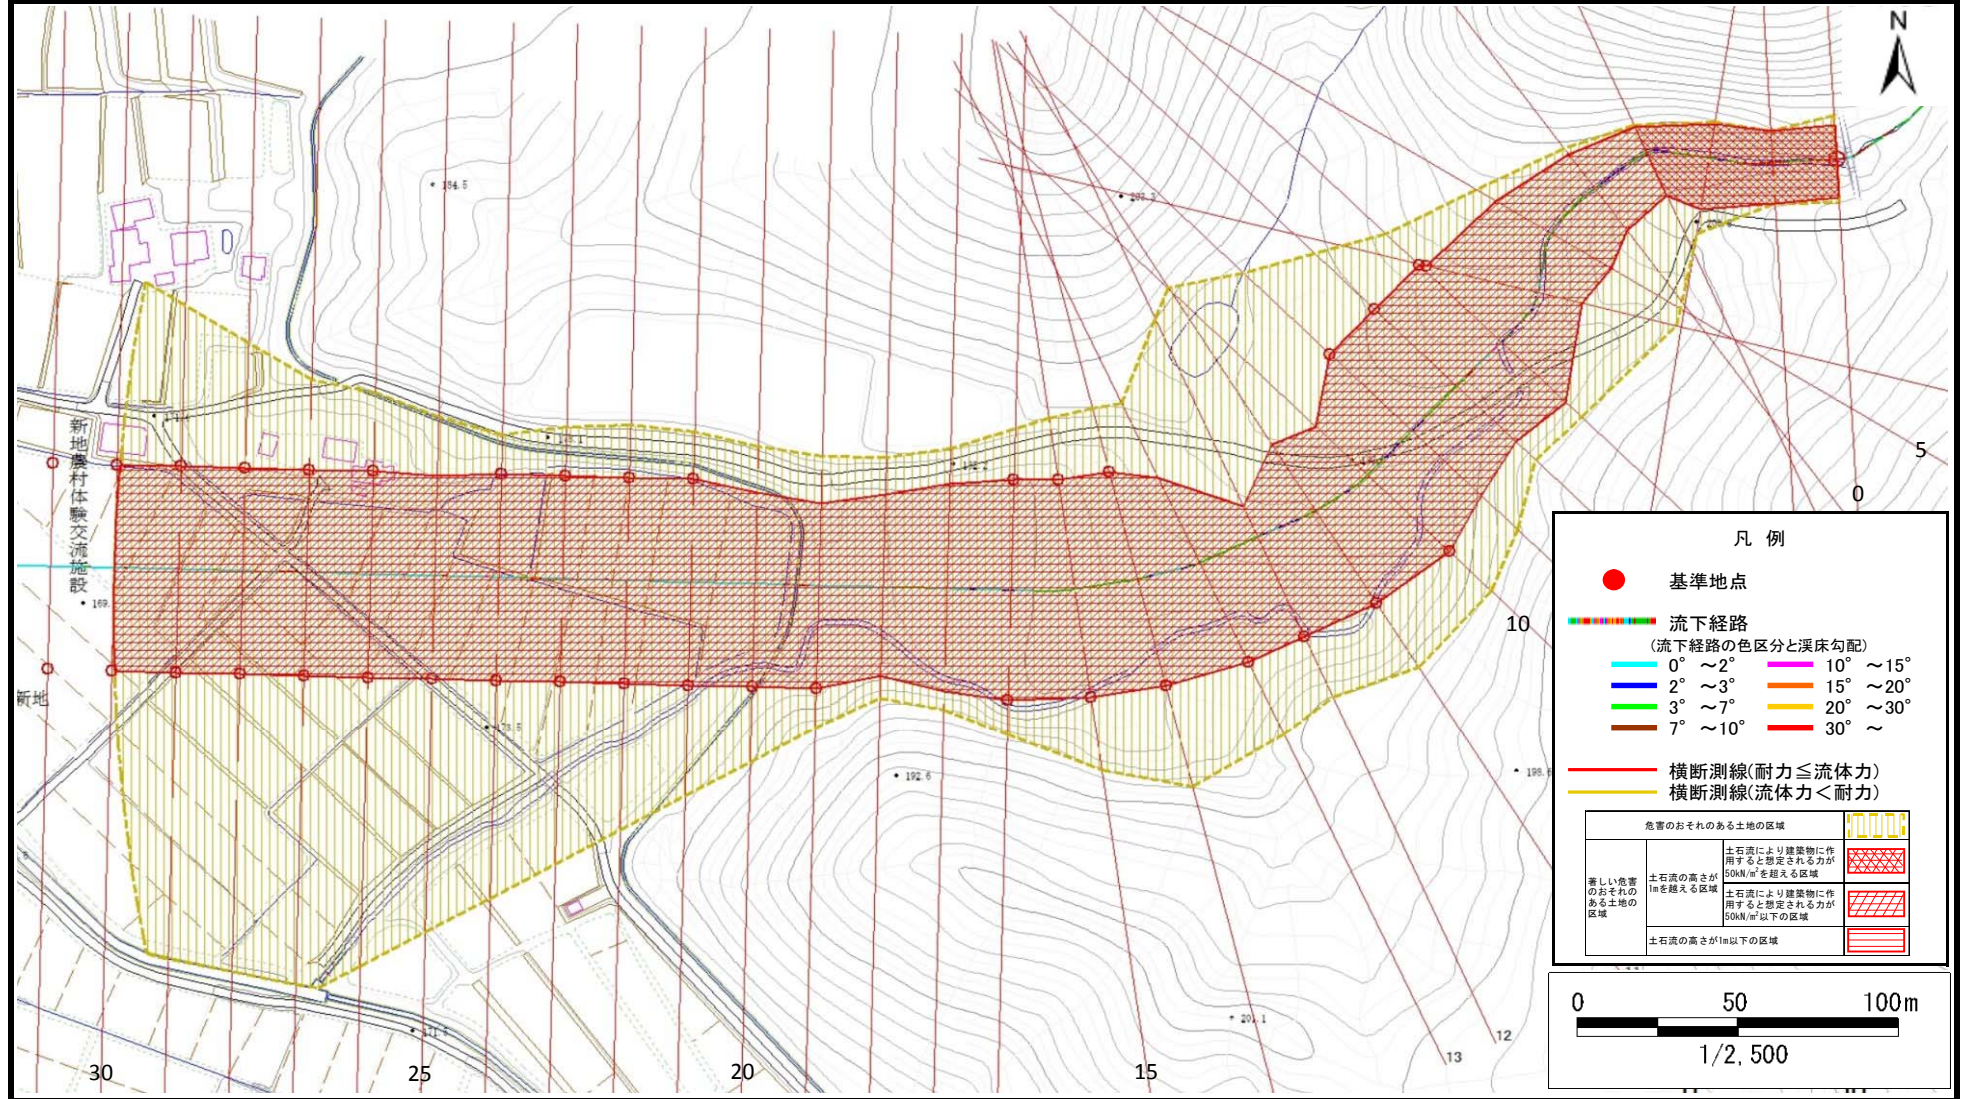 N
184.5
新地農村体験交流施設
169.
新地
192.6
5
0
10
12
13
15
20
25
30
凡 例
基準地点
流下経路
(流下経路の色区分と渓床勾配)
0° ～2° 10° ～15°
2° ～3° 15° ～20°
3° ～7° 20° ～30°
7° ～10° 30° ～
横断測線(耐力≦流体力)
横断測線(流体力＜耐力)
危害のおそれのある土地の区域
著しい危害
のおそれの
ある土地の
区域
土石流の高さが
1mを越える区域
土石流により建築物に作
用すると想定される力が
50kN/㎡を超える区域
土石流により建築物に作
用すると想定される力が
50kN/㎡以下の区域
土石流の高さが1m以下の区域
0 50 100m
1/2,500